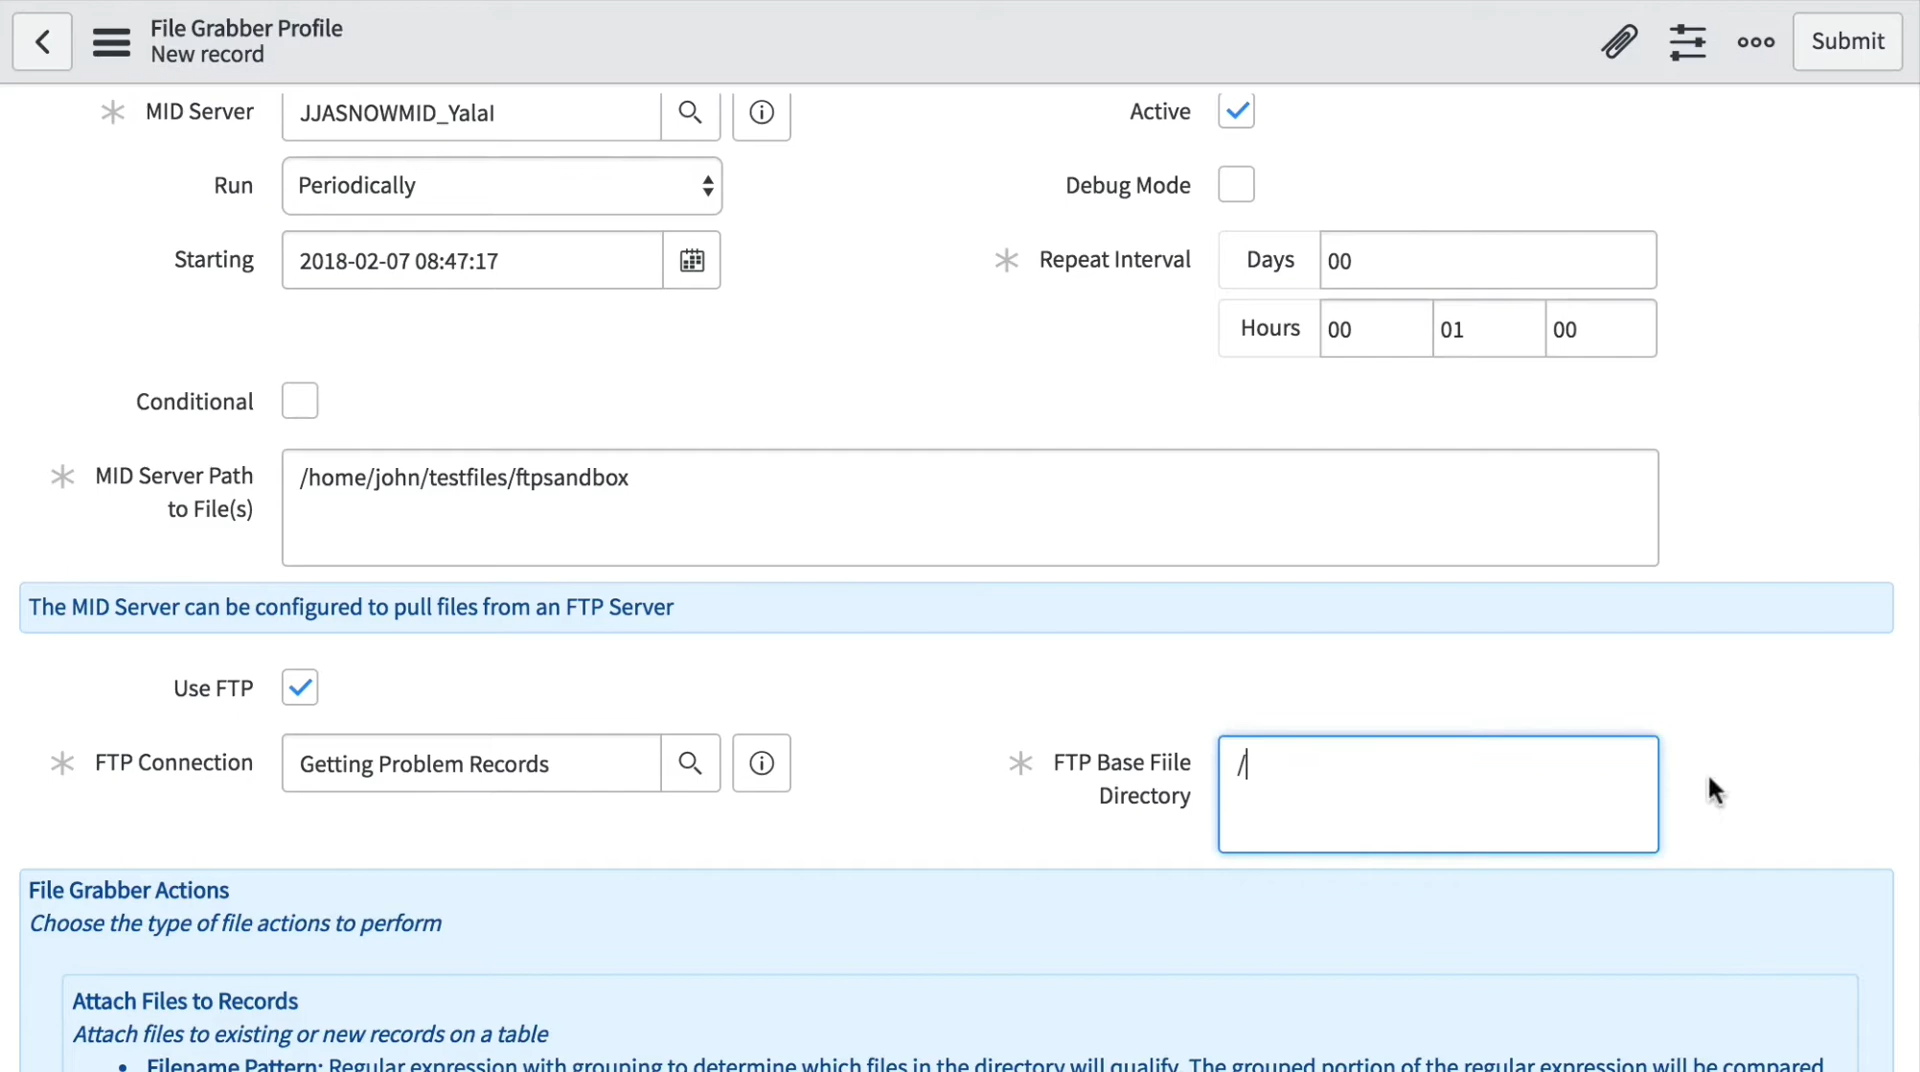 File Grabber Profile
New record
Submit
MID Server JJASNOWMID_YalaI Active
Run Periodically Debug Mode
Starting 2018-02-07 08:47:17 Repeat Interval Days 00
Hours 00 01 00
Conditional
MID Server Path /home/john/testfiles/ftpsandbox
to File(s)
The MID Server can be configured to pull files from an FTP Server
Use FTP
FTP Connection Getting Problem Records FTP Base Fiile /
Directory
File Grabber Actions
Choose the type of file actions to perform
Attach Files to Records
Attach files to existing or new records on a table
• Filename Pattern: Regular expression with grouping to determine which files in the directory will qualify. The grouped portion of the regular expression will be compared